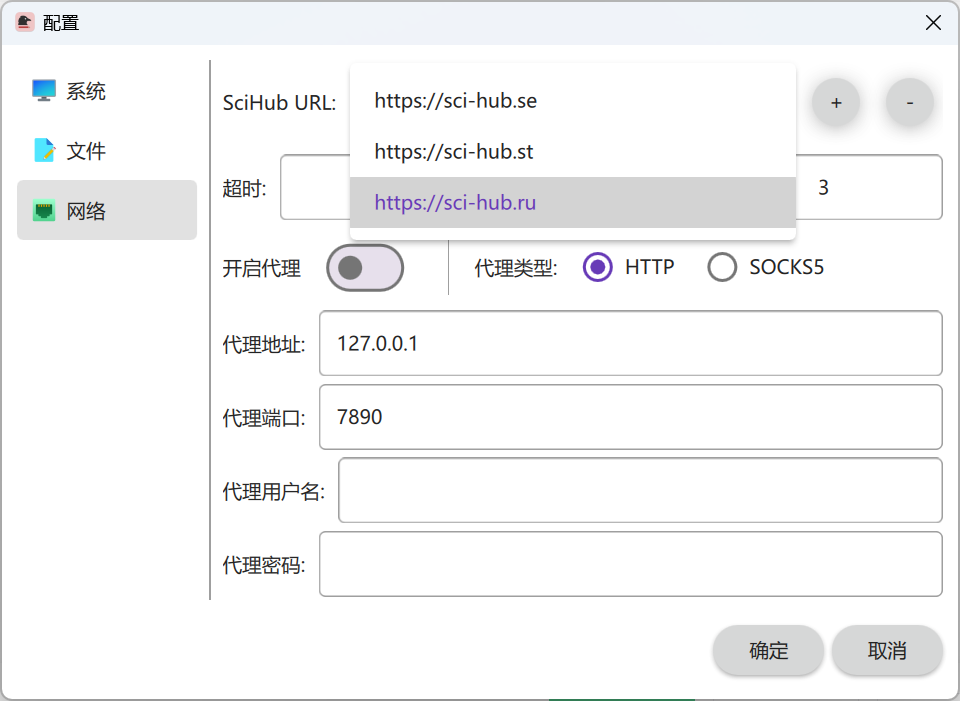 配置
系统
文件
网络
SciHub URL:
https://sci-hub.se
https://sci-hub.st
https://sci-hub.ru
+
-
超时:
3
开启代理
代理类型:
HTTP
SOCKS5
代理地址:
127.0.0.1
代理端口:
7890
代理用户名:
代理密码:
确定
取消